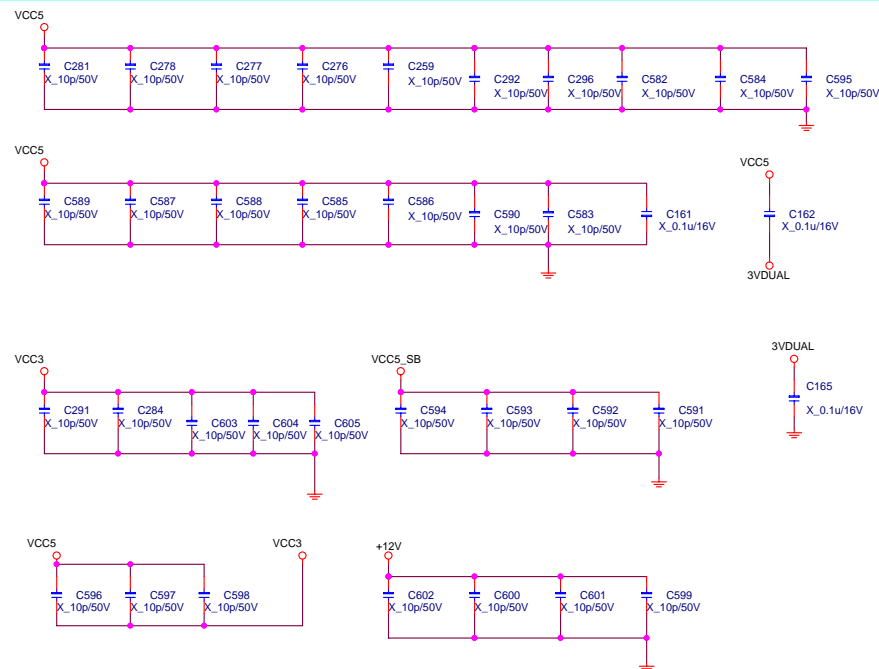 VCC5
C281
X_10p/50V
C278
X_10p/50V
C277
X_10p/50V
C276
X_10p/50V
C259
X_10p/50V
C292
X_10p/50V
C296
X_10p/50V
C582
X_10p/50V
C584
X_10p/50V
C595
X_10p/50V
VCC5
C589
X_10p/50V
C587
X_10p/50V
C588
X_10p/50V
C585
X_10p/50V
C586
X_10p/50V
C590
X_10p/50V
C583
X_10p/50V
C161
X_0.1u/16V
VCC5
C162
X_0.1u/16V
3VDUAL
VCC3
C291
X_10p/50V
C284
X_10p/50V
C603
X_10p/50V
C604
X_10p/50V
C605
X_10p/50V
VCC5_SB
C594
X_10p/50V
C593
X_10p/50V
C592
X_10p/50V
C591
X_10p/50V
3VDUAL
C165
X_0.1u/16V
VCC5
C596
X_10p/50V
C597
X_10p/50V
C598
X_10p/50V
VCC3
+12V
C602
X_10p/50V
C600
X_10p/50V
C601
X_10p/50V
C599
X_10p/50V